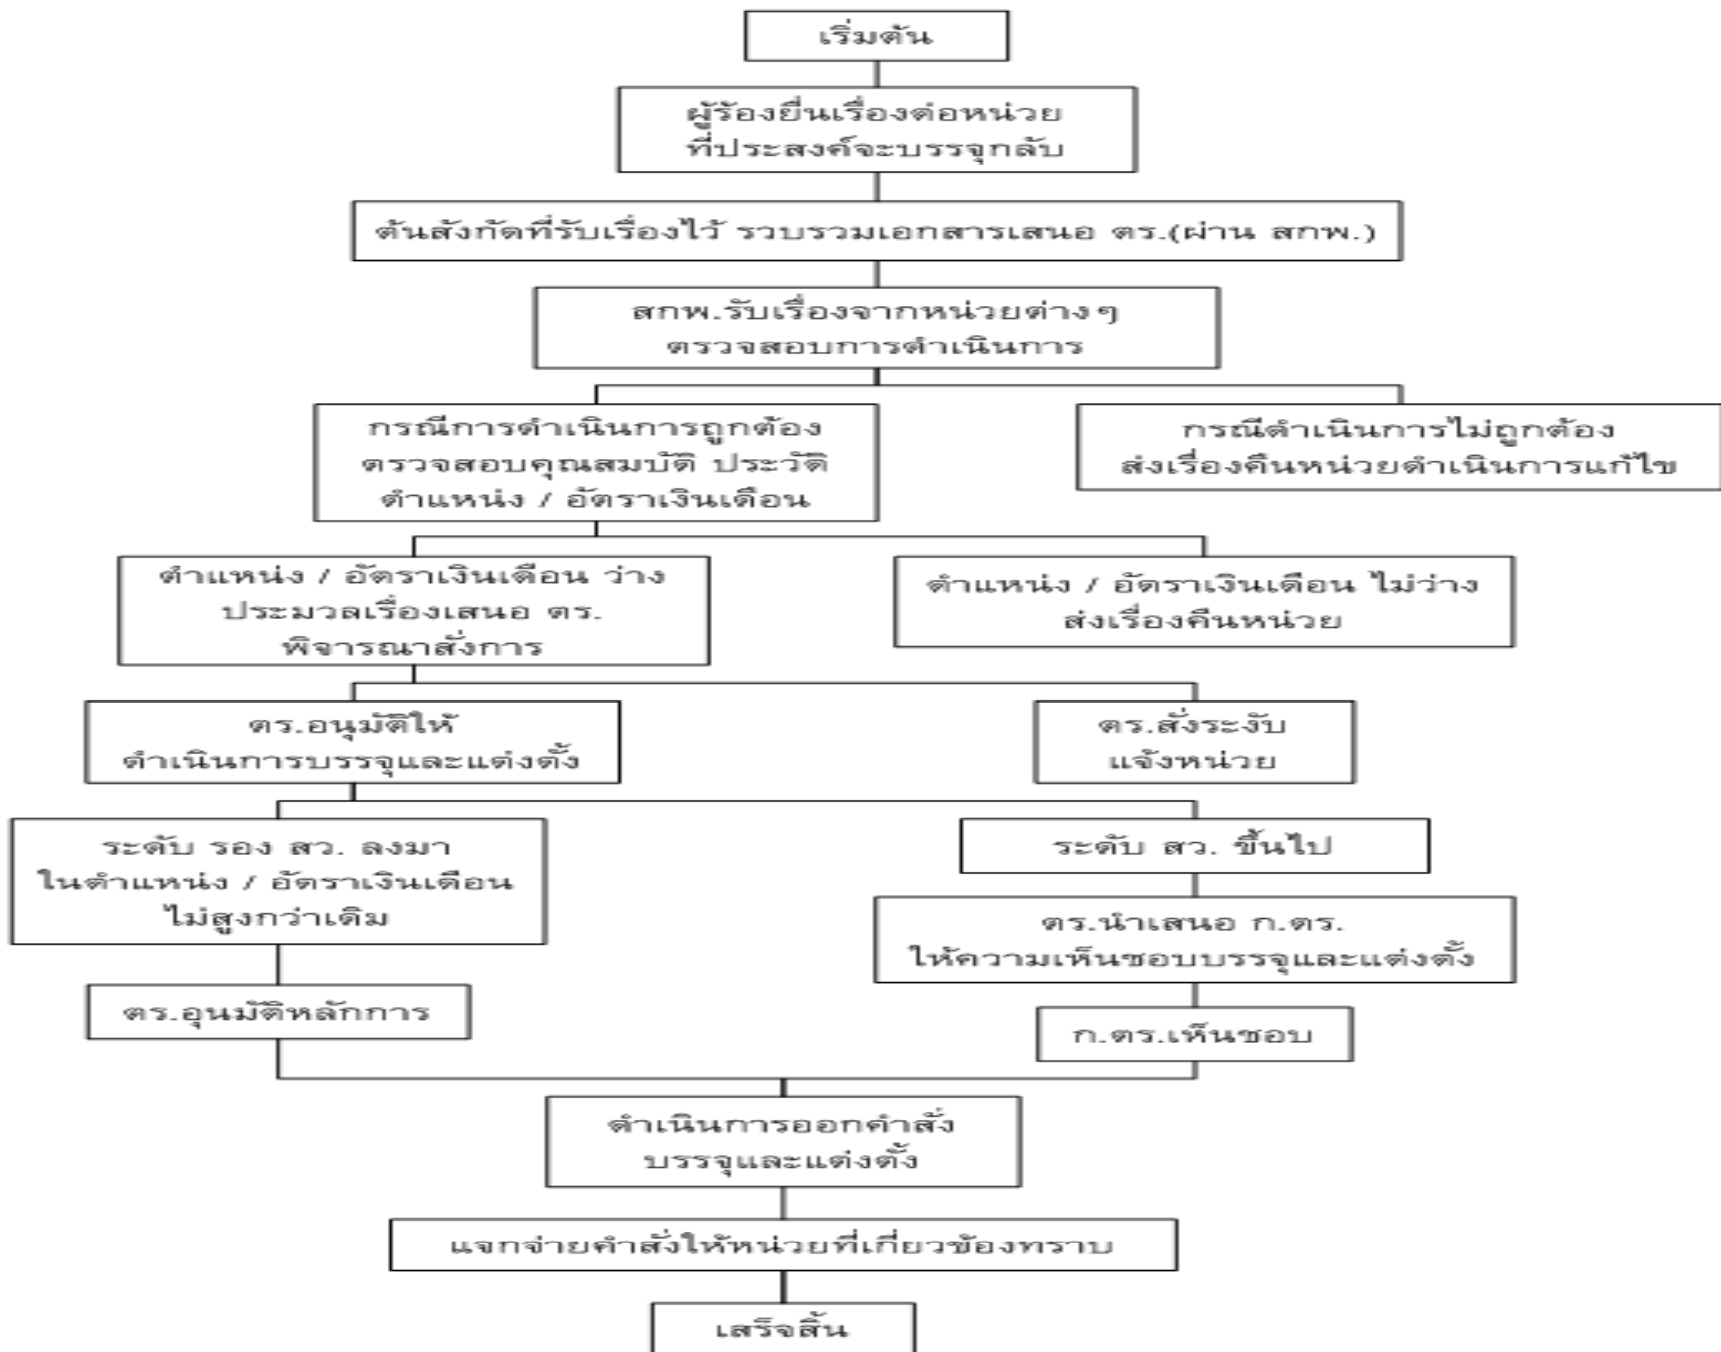 เริ่มต้น
ผู้ร้องยื่นเรื่องต่อหน่วย
ที่ประสงค์จะบรรจุกลับ
ต้นสังกัดที่รับเรื่องไว้ รวบรวมเอกสารเสนอ ตร.(ผ่าน สกพ.)
สกพ.รับเรื่องจากหน่วยต่างๆ
ตรวจสอบการดำเนินการ
กรณีการดำเนินการถูกต้อง
ตรวจสอบคุณสมบัติ ประวัติ
ตำแหน่ง / อัตราเงินเดือน
กรณีดำเนินการไม่ถูกต้อง
ส่งเรื่องคืนหน่วยดำเนินการแก้ไข
ตำแหน่ง / อัตราเงินเดือน ว่าง
ประมวลเรื่องเสนอ ตร.
พิจารณาสั่งการ
ตำแหน่ง / อัตราเงินเดือน ไม่ว่าง
ส่งเรื่องคืนหน่วย
ตร.อนุมัติให้
ดำเนินการบรรจุและแต่งตั้ง
ตร.สั่งระงับ
แจ้งหน่วย
ระดับ รอง สว. ลงมา
ในตำแหน่ง / อัตราเงินเดือน
ไม่สูงกว่าเดิม
ระดับ สว. ขึ้นไป
ตร.นำเสนอ ก.ตร.
ให้ความเห็นชอบบรรจุและแต่งตั้ง
ตร.อุนมัติหลักการ
ก.ตร.เห็นชอบ
ดำเนินการออกคำสั่ง
บรรจุและแต่งตั้ง
แจกจ่ายคำสั่งให้หน่วยที่เกี่ยวข้องทราบ
เสร็จสิ้น